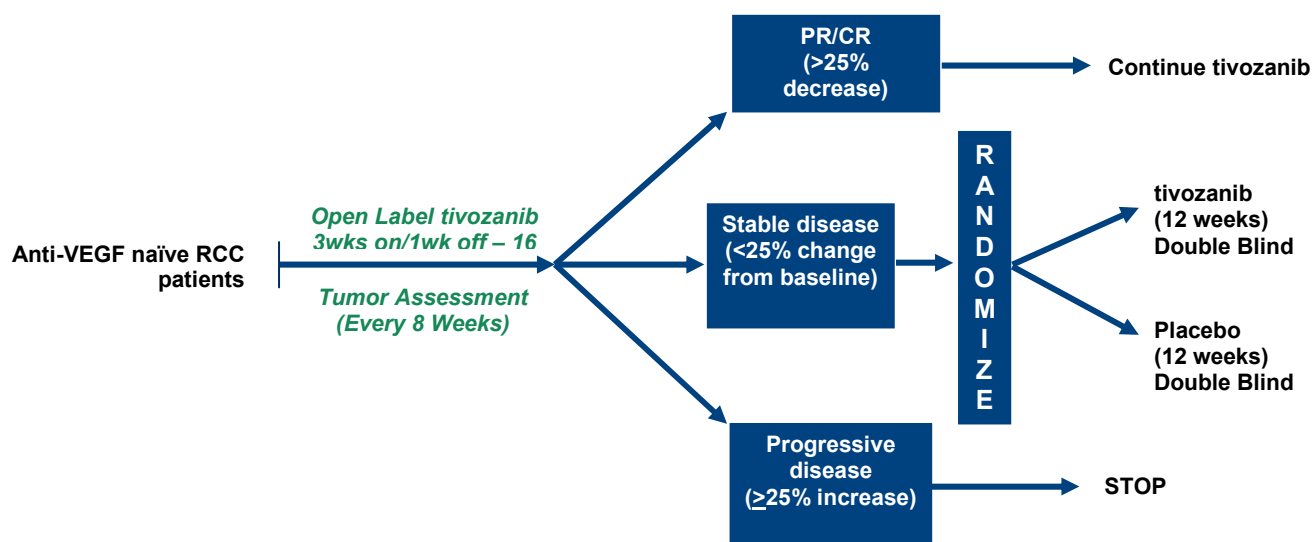 Anti-VEGF naïve RCC
patients
Open Label tivozanib
3wks on/1wk off – 16
Tumor Assessment
(Every 8 Weeks)
PR/CR
(>25%
decrease)
Continue tivozanib
Stable disease
(<25% change
from baseline)
R
A
N
D
O
M
I
Z
E
tivozanib
(12 weeks)
Double Blind
Placebo
(12 weeks)
Double Blind
Progressive
disease
(≥25% increase)
STOP